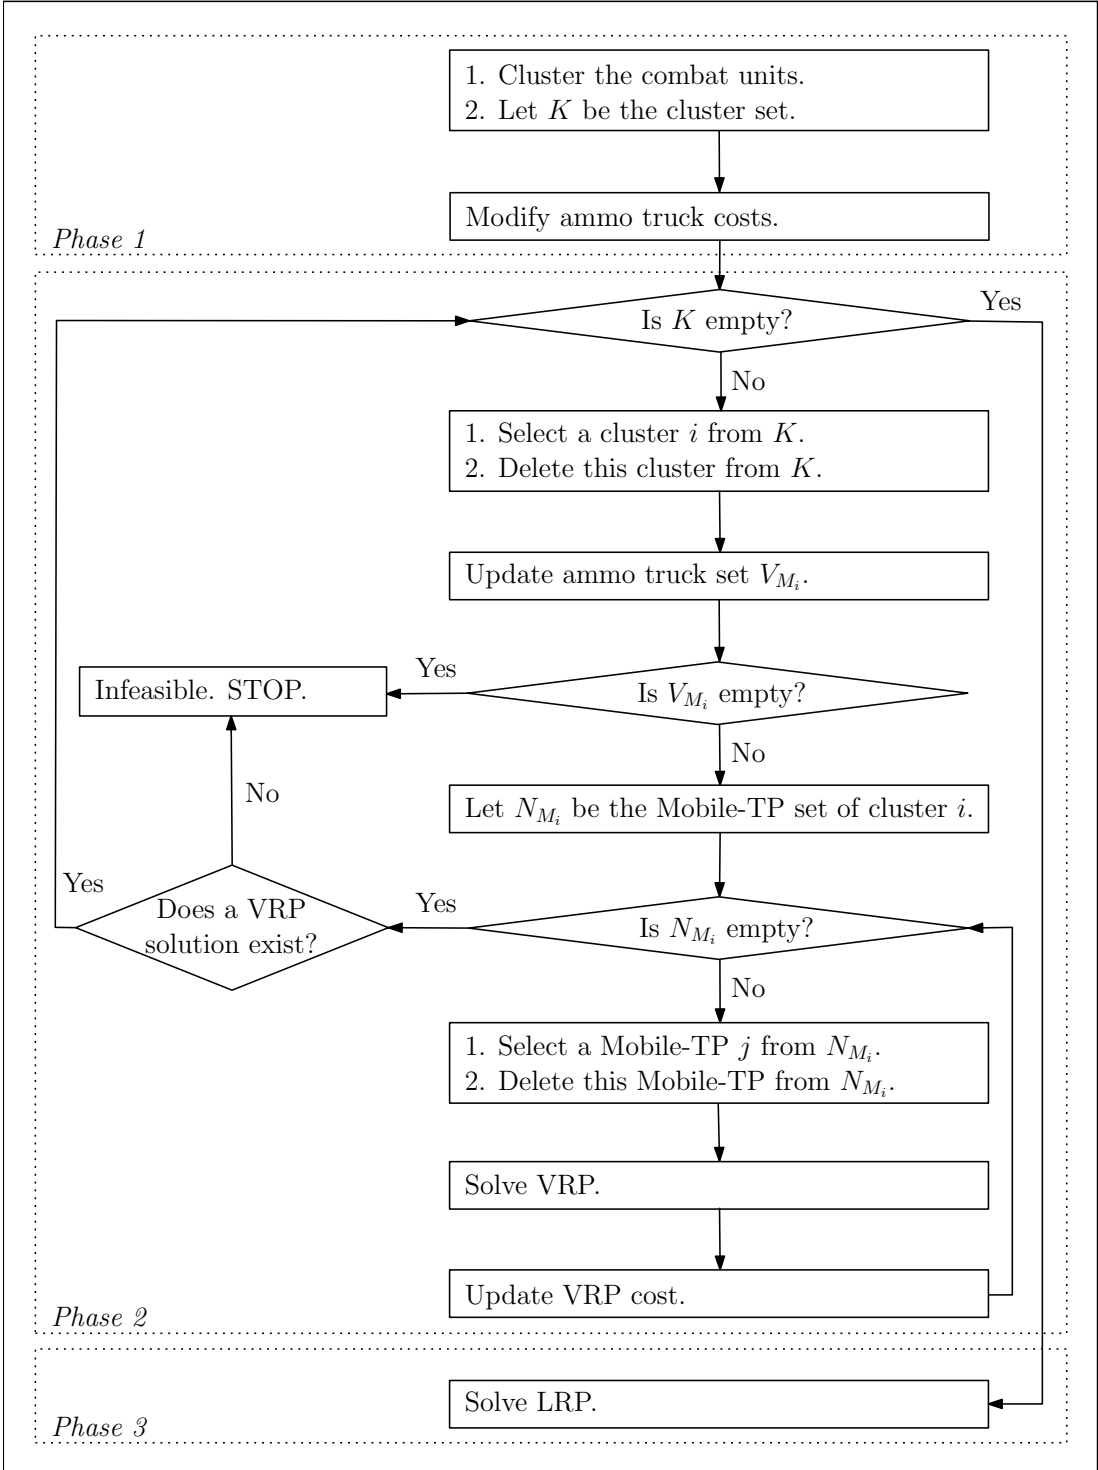 1. Cluster the combat units.
2. Let K be the cluster set.
Modify ammo truck costs.
Phase 1
Is K empty?
Yes
No
1. Select a cluster i from K.
2. Delete this cluster from K.
Update ammo truck set V_{M_i}.
Is V_{M_i} empty?
Yes
Infeasible. STOP.
No
No
Let N_{M_i} be the Mobile-TP set of cluster i.
Is N_{M_i} empty?
Yes
Does a VRP
solution exist?
Yes
No
1. Select a Mobile-TP j from N_{M_i}.
2. Delete this Mobile-TP from N_{M_i}.
Solve VRP.
Update VRP cost.
Phase 2
Solve LRP.
Phase 3